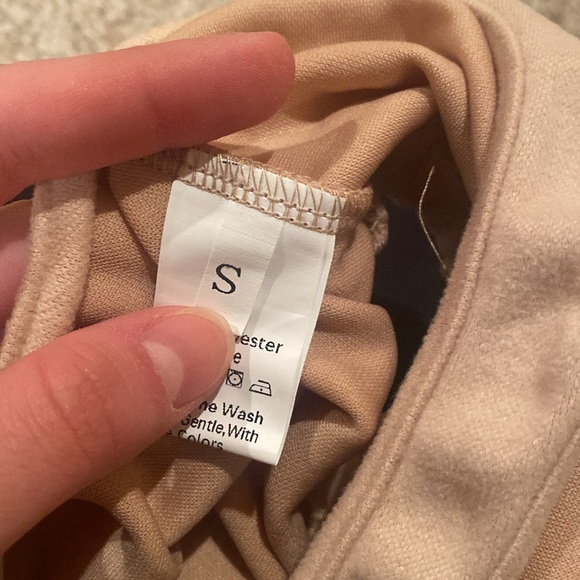 S
ester
e
ne Wash
Gentle,With
Colors